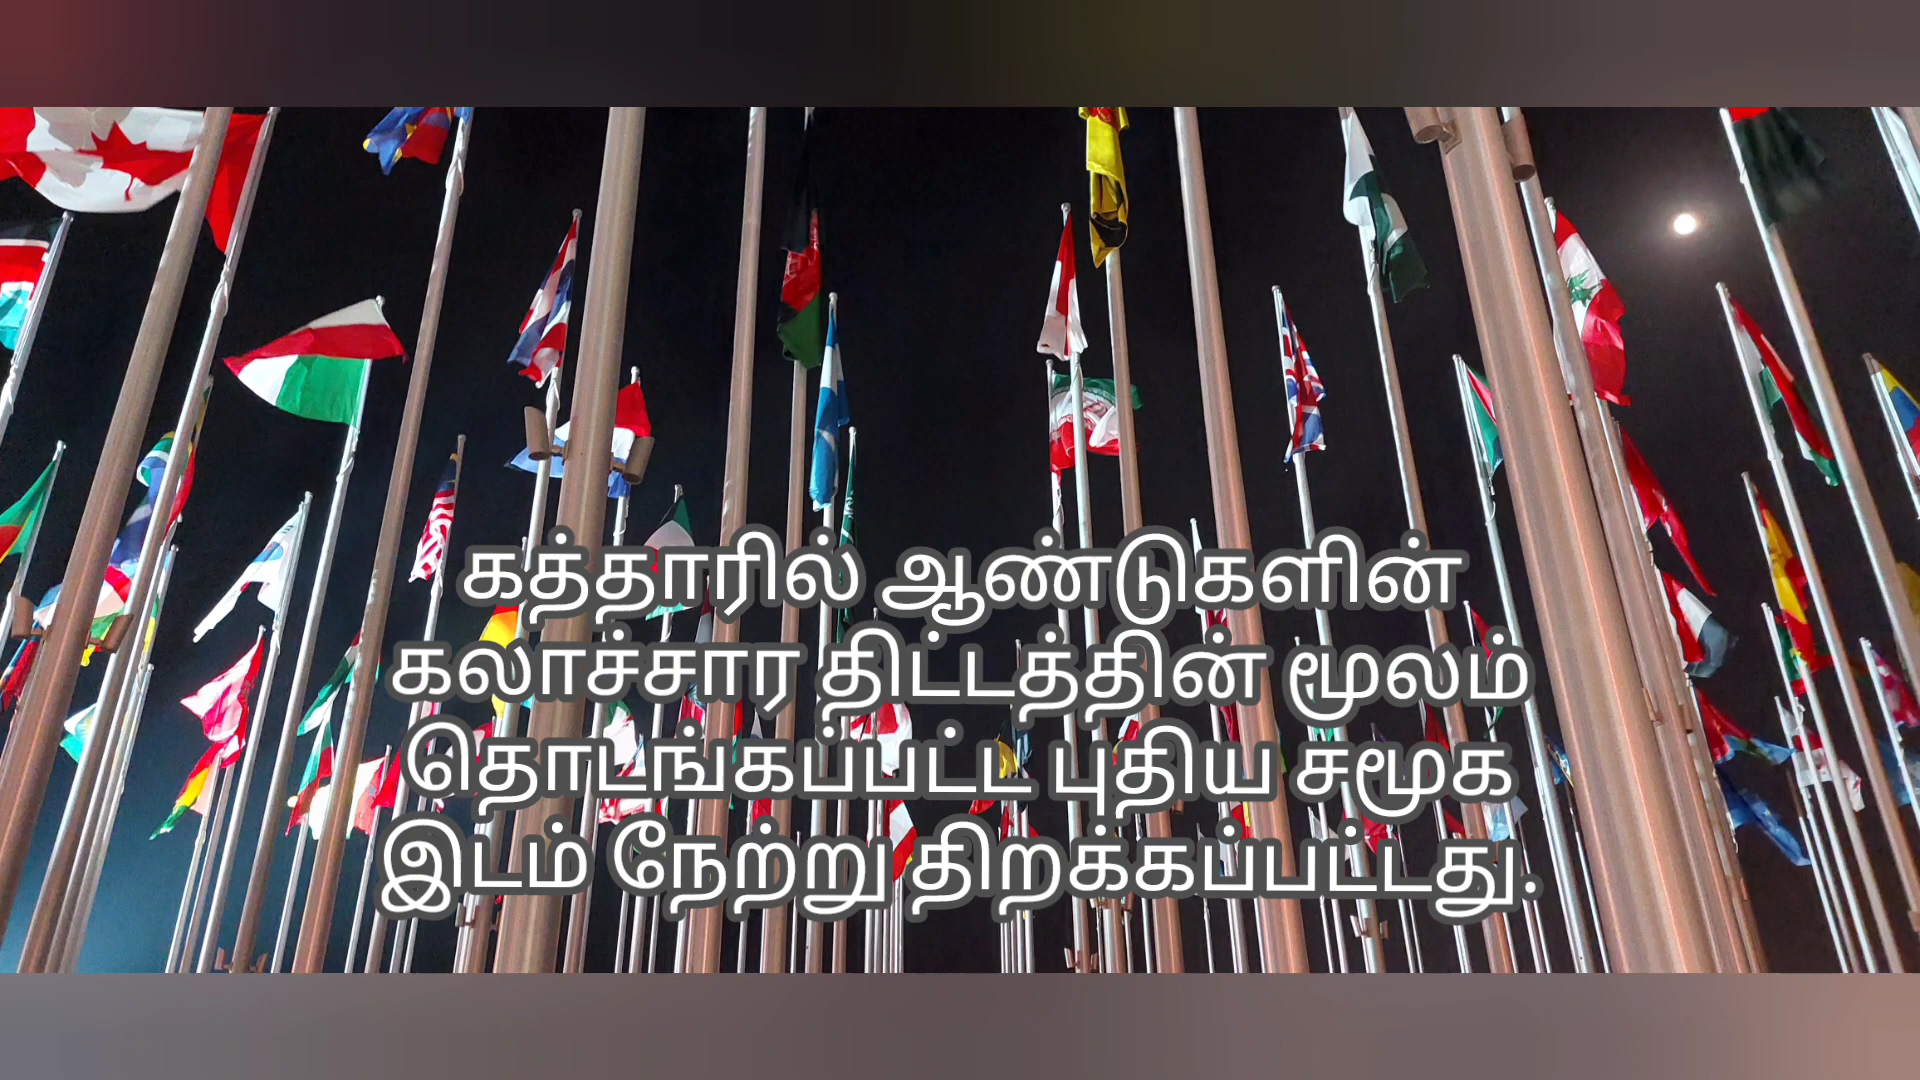 கத்தாரில் ஆண்டுகளின்
கலாச்சார திட்டத்தின் மூலம்
தொடங்கப்பட்ட புதிய சமூக
இடம் நேற்று திறக்கப்பட்டது.